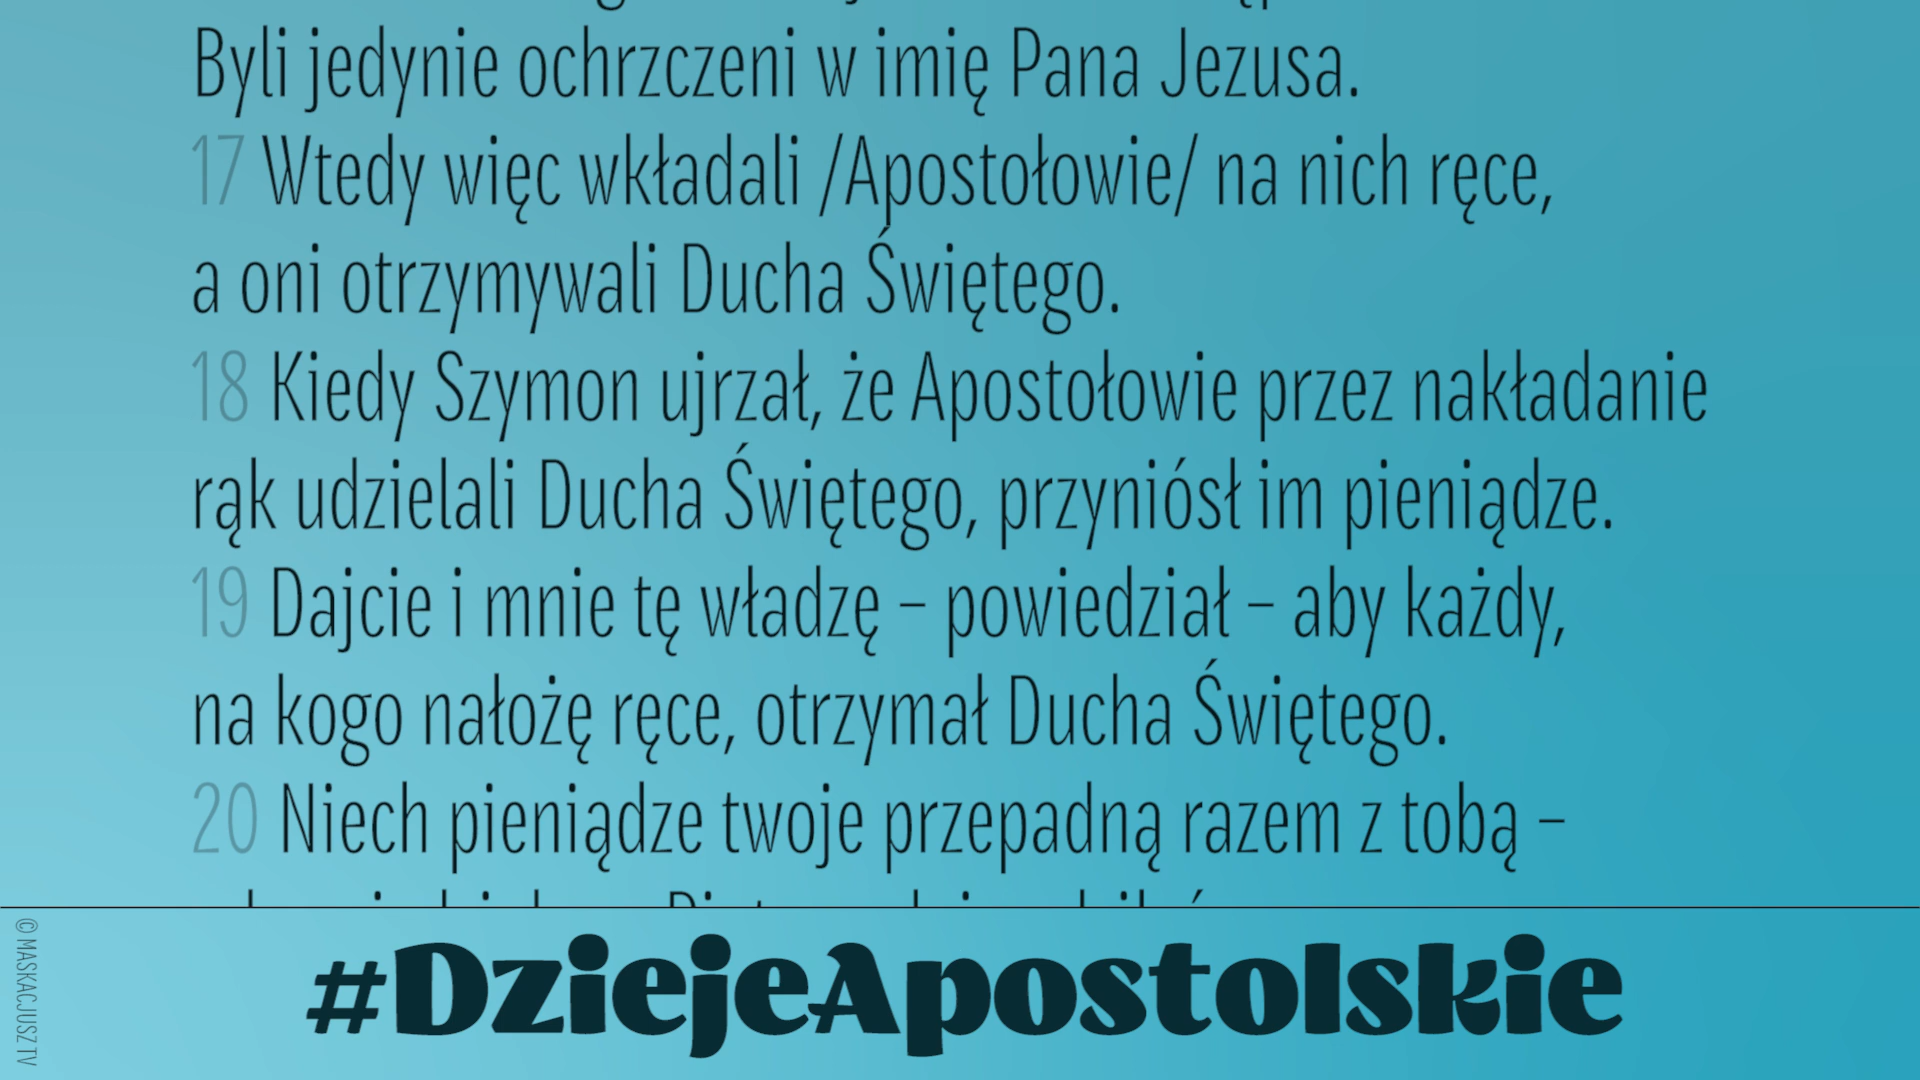 Byli jedynie ochrzczeni w imię Pana Jezusa.
17 Wtedy więc wkładali /Apostołowie/ na nich ręce,
a oni otrzymywali Ducha Świętego.
18 Kiedy Szymon ujrzał, że Apostołowie przez nakładanie
rąk udzielali Ducha Świętego, przyniósł im pieniądze.
19 Dajcie i mnie tę władzę – powiedział – aby każdy,
na kogo nałożę ręce, otrzymał Ducha Świętego.
20 Niech pieniądze twoje przepadną razem z tobą –
#DziejeApostolskie
© MASKACJUSZ TV